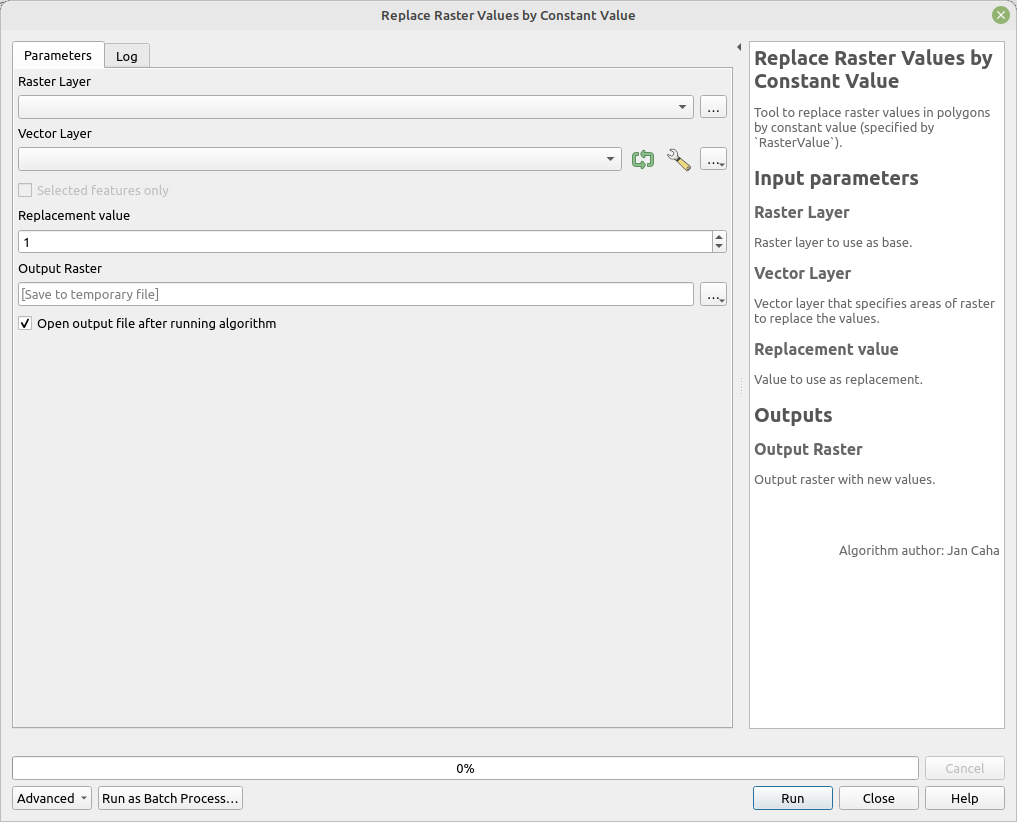 Replace Raster Values by Constant Value
Parameters
Log
Raster Layer
...
Vector Layer
...
Selected features only
Replacement value
1
Output Raster
[Save to temporary file]
...
Open output file after running algorithm
Replace Raster Values by
Constant Value
Tool to replace raster values in polygons
by constant value (specified by
`RasterValue`).
Input parameters
Raster Layer
Raster layer to use as base.
Vector Layer
Vector layer that specifies areas of raster
to replace the values.
Replacement value
Value to use as replacement.
Outputs
Output Raster
Output raster with new values.
Algorithm author: Jan Caha
0%
Cancel
Advanced
Run as Batch Process...
Run
Close
Help